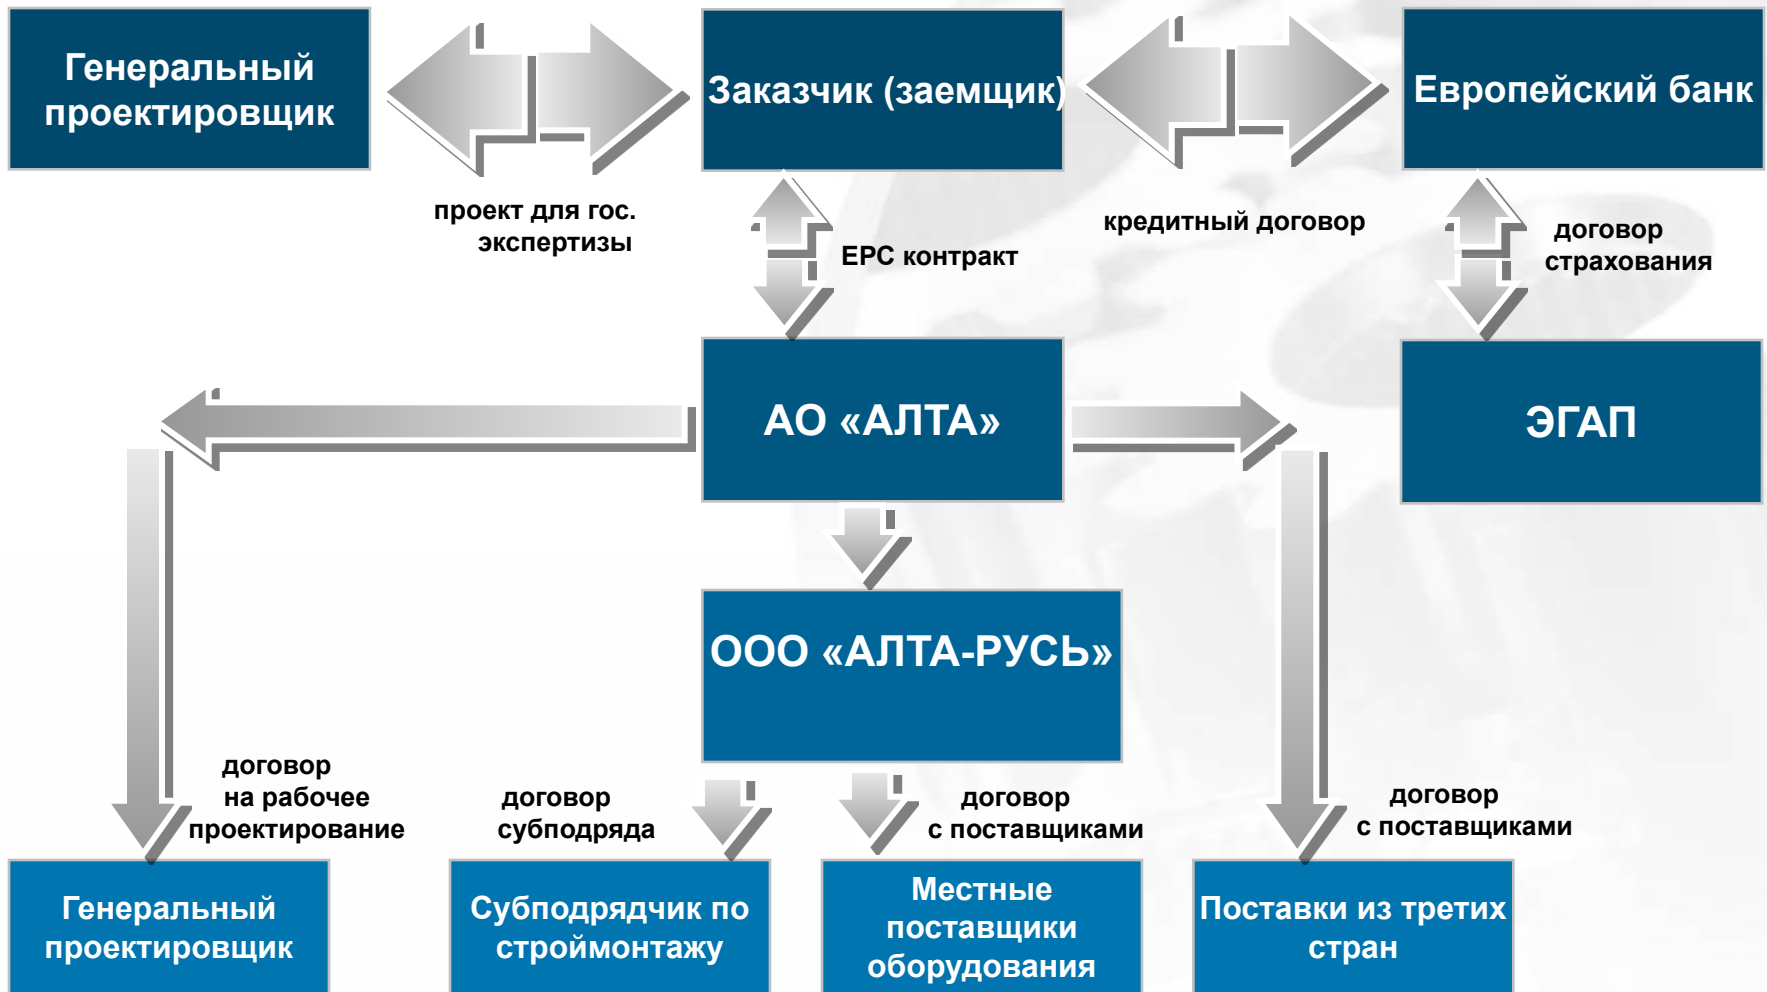 Генеральный
проектировщик
Заказчик (заемщик)
Европейский банк
проект для гос.
экспертизы
кредитный договор
договор
страхования
ЕРС контракт
АО «АЛТА»
ЭГАП
ООО «АЛТА-РУСЬ»
договор
на рабочее
проектирование
договор
субподряда
договор
с поставщиками
договор
с поставщиками
Генеральный
проектировщик
Субподрядчик по
строймонтажу
Местные
поставщики
оборудования
Поставки из третих
стран